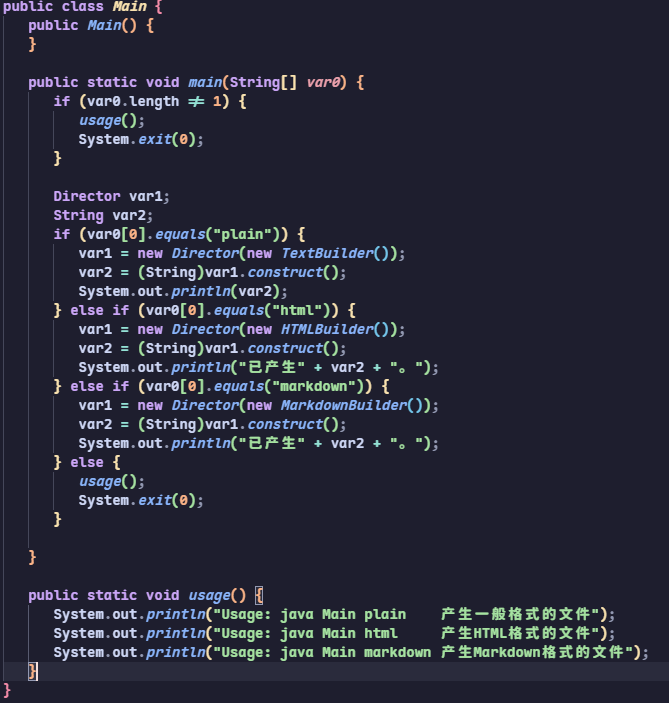 public class Main {
public Main() {
}
public static void main(String[] var0) {
if (var0.length ≠ 1) {
usage();
System.exit(0);
}
Director var1;
String var2;
if (var0[0].equals("plain")) {
var1 = new Director(new TextBuilder());
var2 = (String)var1.construct();
System.out.println(var2);
} else if (var0[0].equals("html")) {
var1 = new Director(new HTMLBuilder());
var2 = (String)var1.construct();
System.out.println("已产生" + var2 + "。");
} else if (var0[0].equals("markdown")) {
var1 = new Director(new MarkdownBuilder());
var2 = (String)var1.construct();
System.out.println("已产生" + var2 + "。");
} else {
usage();
System.exit(0);
}
}
public static void usage() {
System.out.println("Usage: java Main plain    产生一般格式的文件");
System.out.println("Usage: java Main html     产生HTML格式的文件");
System.out.println("Usage: java Main markdown 产生Markdown格式的文件");
}
}